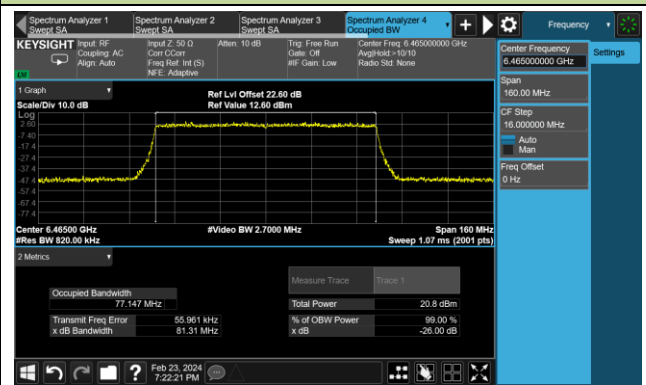 Spectrum Analyzer 1
Swept SA
Spectrum Analyzer 2
Swept SA
Spectrum Analyzer 3
Swept SA
Spectrum Analyzer 4
Occupied BW
Frequency
KEYSIGHT
Input: RF
Coupling: AC
Align: Auto
Input Z: 50 Ω
Corr CCorr
Freq Ref: Int (S)
NFE: Adaptive
Atten: 10 dB
Trig: Free Run
Gate: Off
#IF Gain: Low
Center Freq: 6.465000000 GHz
Avg|Hold:>10/10
Radio Std: None
Center Frequency
6.465000000 GHz
Settings
Span
160.00 MHz
CF Step
16.000000 MHz
Auto
Man
Freq Offset
0 Hz
1 Graph
Scale/Div 10.0 dB
Ref Lvl Offset 22.60 dB
Ref Value 12.60 dBm
Log
2.60
-7.40
-17.4
-27.4
-37.4
-47.4
-57.4
-67.4
-77.4
Center 6.46500 GHz
#Res BW 820.00 kHz
#Video BW 2.7000 MHz
Span 160 MHz
Sweep 1.07 ms (2001 pts)
2 Metrics
Measure Trace
Trace 1
Occupied Bandwidth
77.147 MHz
Total Power
20.8 dBm
Transmit Freq Error
55.961 kHz
% of OBW Power
99.00 %
x dB Bandwidth
81.31 MHz
x dB
-26.00 dB
Feb 23, 2024
7:22:21 PM